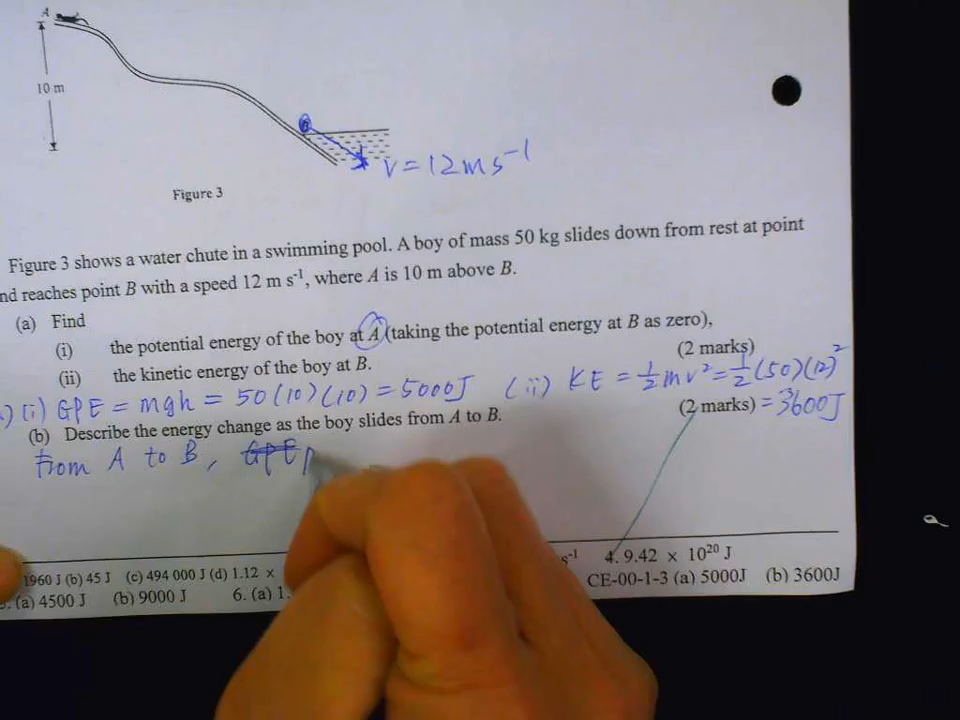 A
10 m
B
v = 12 m s⁻¹
Figure 3
Figure 3 shows a water chute in a swimming pool. A boy of mass 50 kg slides down from rest at point
nd reaches point B with a speed 12 m s⁻¹, where A is 10 m above B.
(a) Find
(i) the potential energy of the boy at A (taking the potential energy at B as zero),
(2 marks)
(ii) the kinetic energy of the boy at B.
) (i) GPE = mgh = 50(10)(10) = 5000J (ii) KE = ½mv² = ½(50)(12)²
(2 marks) = 3600J
(b) Describe the energy change as the boy slides from A to B.
from A to B, GPE
s⁻¹ 4. 9.42 x 10²⁰ J
1960 J (b) 45 J (c) 494 000 J (d) 1.12 x
CE-00-1-3 (a) 5000J (b) 3600J
(a) 4500 J (b) 9000 J 6. (a) 1.